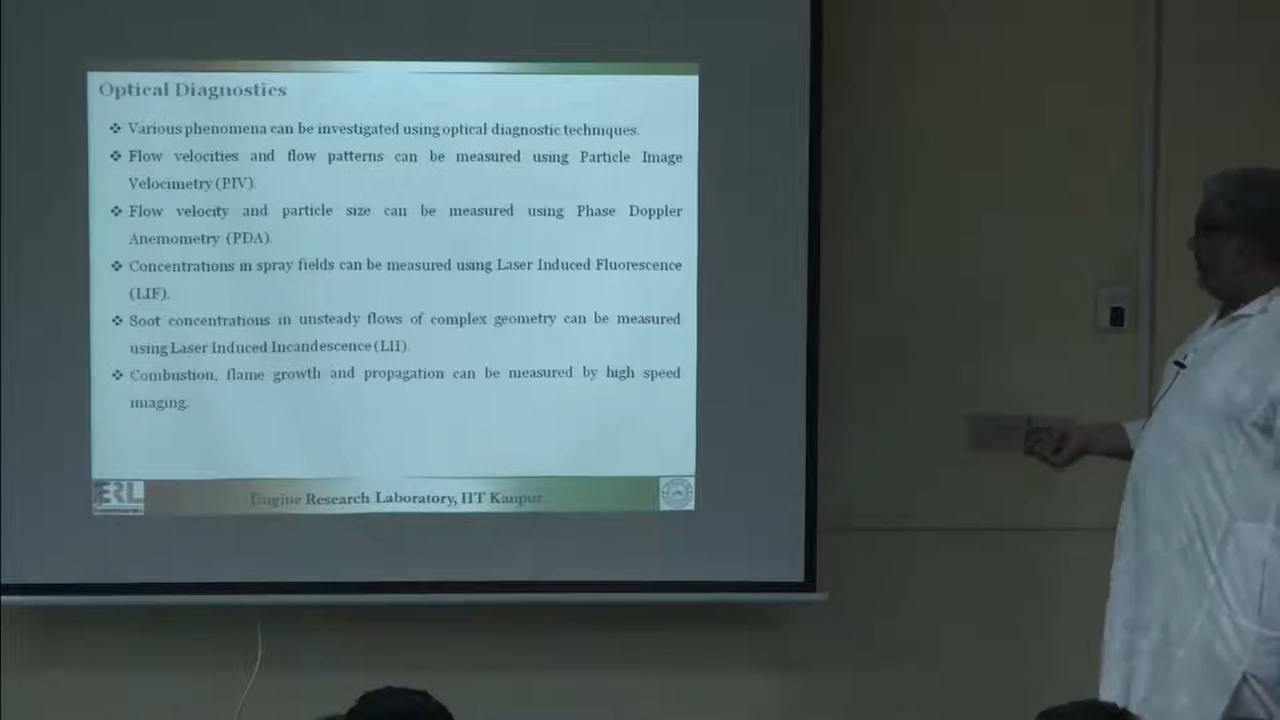 Optical Diagnostics
❖ Various phenomena can be investigated using optical diagnostic techniques.
❖ Flow velocities and flow patterns can be measured using Particle Image
Velocimetry (PIV).
❖ Flow velocity and particle size can be measured using Phase Doppler
Anemometry (PDA).
❖ Concentrations in spray fields can be measured using Laser Induced Fluorescence
(LIF).
❖ Soot concentrations in unsteady flows of complex geometry can be measured
using Laser Induced Incandescence (LII).
❖ Combustion, flame growth and propagation can be measured by high speed
imaging.
ERL
Engine Research Laboratory, IIT Kanpur